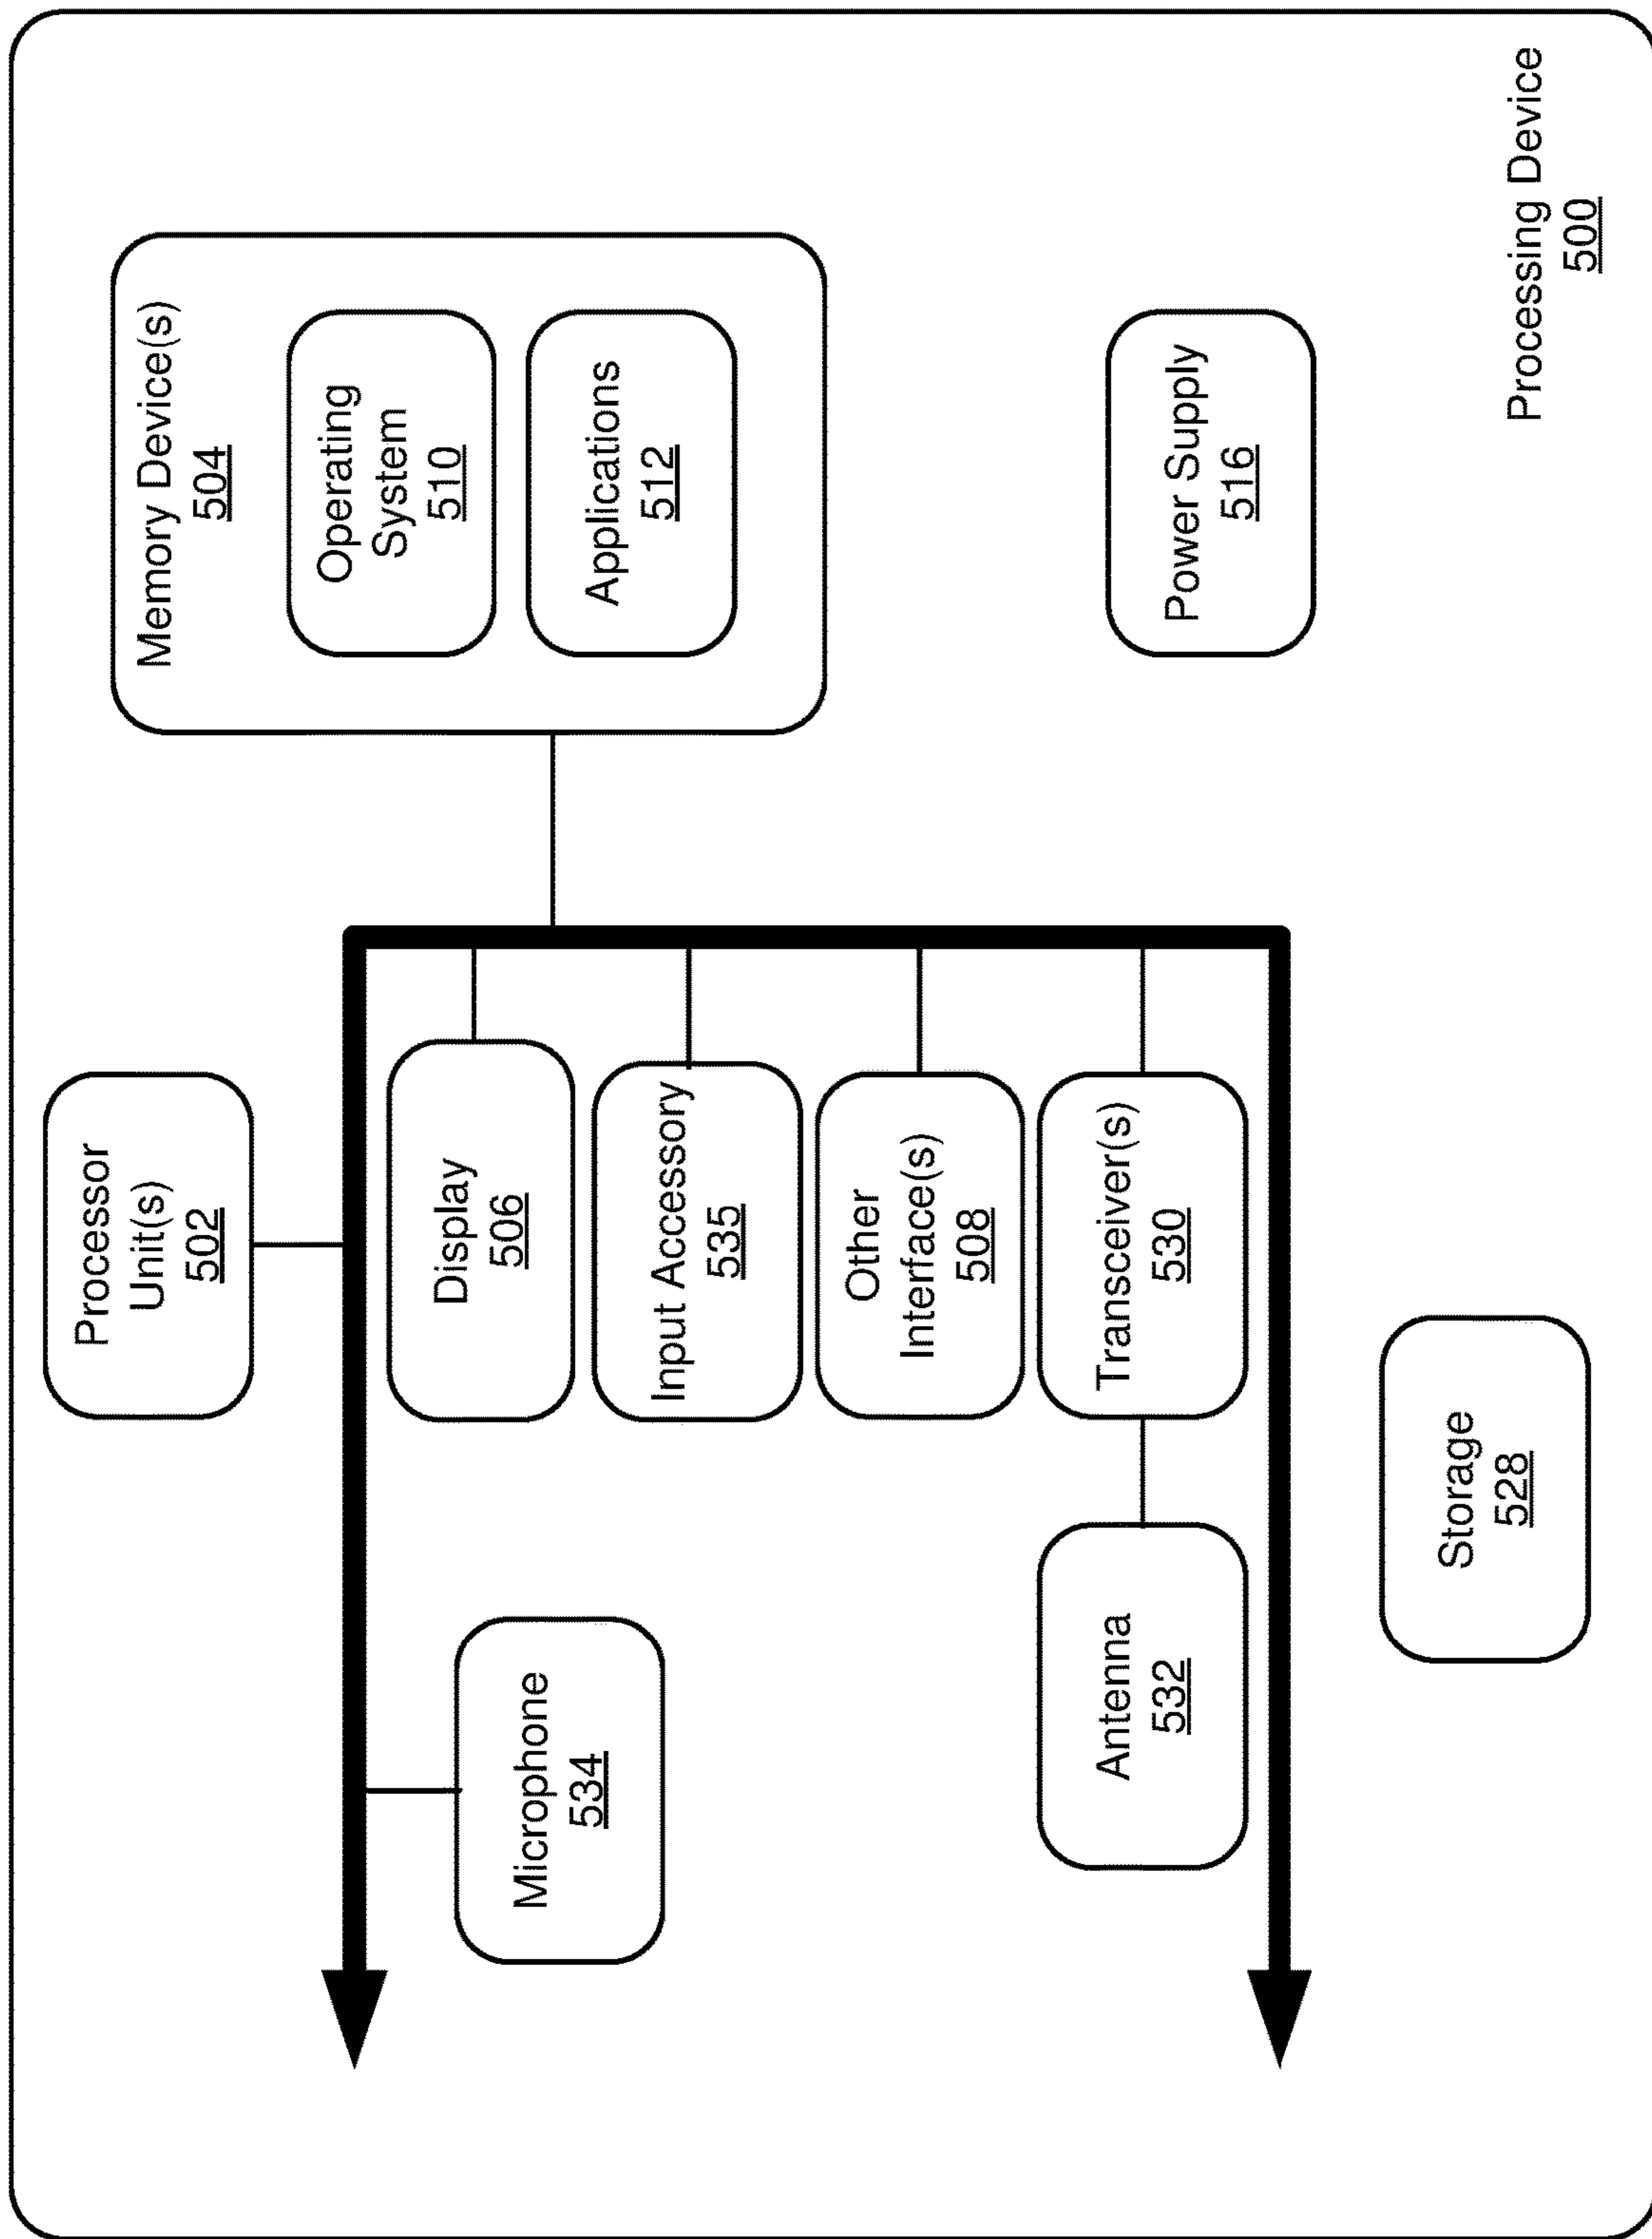 Processor
Unit(s)
502
Memory Device(s)
504
Operating
System
510
Display
506
Microphone
534
Applications
512
Input Accessory
535
Other
Interface(s)
508
Antenna
532
Transceiver(s)
530
Power Supply
516
Storage
528
Processing Device
500